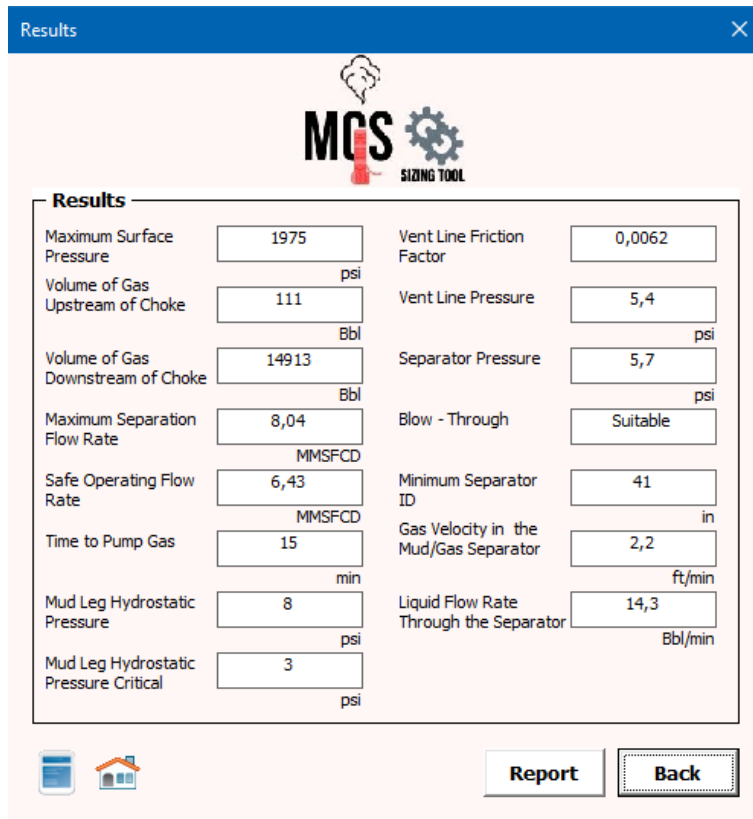 Results
MGS
SIZING TOOL
Results
Maximum Surface
Pressure
1975
psi
Volume of Gas
Upstream of Choke
111
Bbl
Volume of Gas
Downstream of Choke
14913
Bbl
Maximum Separation
Flow Rate
8,04
MMSFCD
Safe Operating Flow
Rate
6,43
MMSFCD
Time to Pump Gas
15
min
Mud Leg Hydrostatic
Pressure
8
psi
Mud Leg Hydrostatic
Pressure Critical
3
psi
Vent Line Friction
Factor
0,0062
Vent Line Pressure
5,4
psi
Separator Pressure
5,7
psi
Blow - Through
Suitable
Minimum Separator
ID
41
in
Gas Velocity in the
Mud/Gas Separator
2,2
ft/min
Liquid Flow Rate
Through the Separator
14,3
Bbl/min
Report
Back